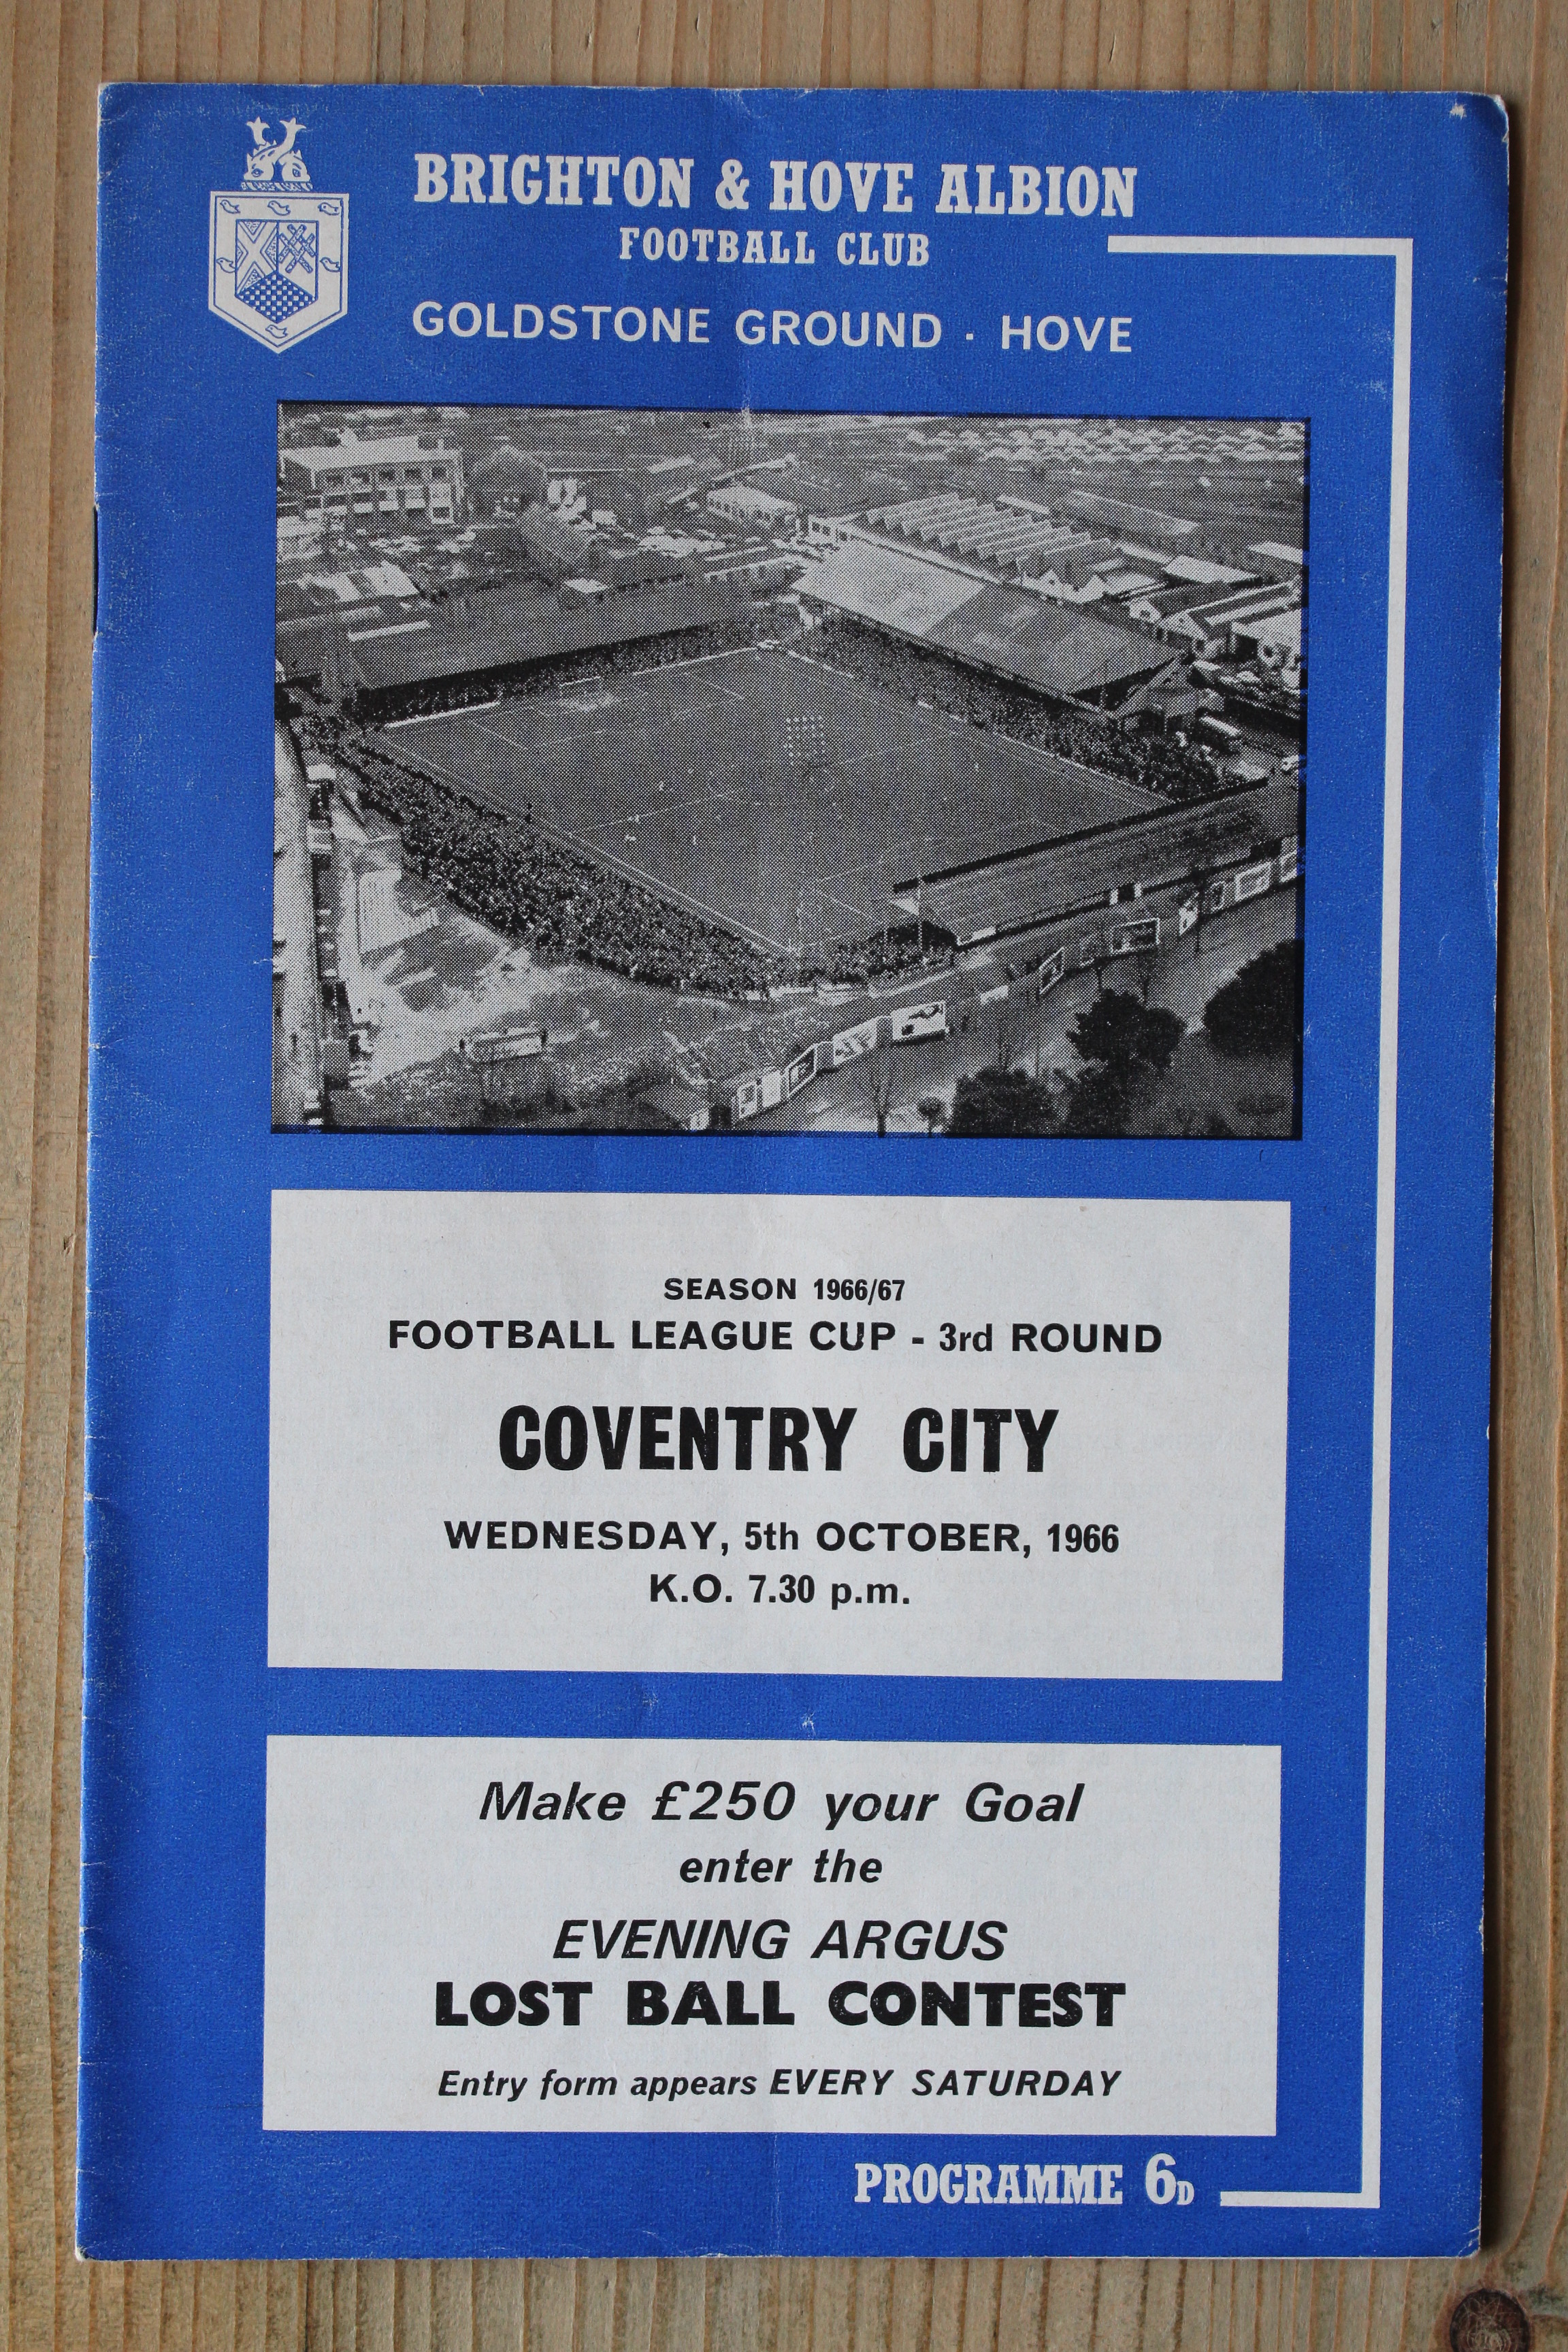 BRIGHTON & HOVE ALBION
FOOTBALL CLUB
GOLDSTONE GROUND · HOVE
SEASON 1966/67
FOOTBALL LEAGUE CUP - 3rd ROUND
COVENTRY CITY
WEDNESDAY, 5th OCTOBER, 1966
K.O. 7.30 p.m.
Make £250 your Goal
enter the
EVENING ARGUS
LOST BALL CONTEST
Entry form appears EVERY SATURDAY
PROGRAMME 6D